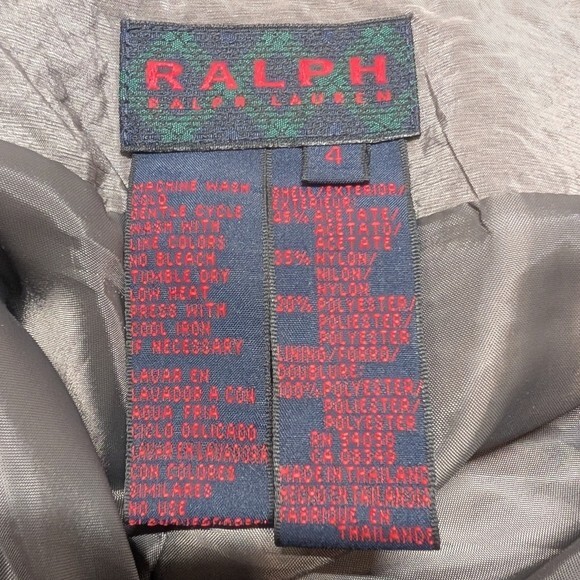 RALPH
RALPH LAUREN
4
MACHINE WASH
COLD
GENTLE CYCLE
WASH WITH
LIKE COLORS
NO BLEACH
TUMBLE DRY
LOW HEAT
PRESS WITH
COOL IRON
IF NECESSARY
LAVAR EN
LAVADORA CON
AGUA FRIA
CICLO DELICADO
LAVAR EN LAVADORA
CON COLORES
SIMILARES
NO USE
SHELL/EXTERIOR/
EXTERIEUR:
ACETATE/
ACETATO/
ACETATE
NYLON/
NILON/
NYLON
POLYESTER/
POLIESTER/
POLYESTER
LINING/FORRO/
DOUBLURE:
100% POLYESTER/
POLIESTER/
POLYESTER
RN 54050
CA 08349
MADE IN THAILAND
HECHO EN THAILANDIA
FABRIQUE EN
THAILANDE